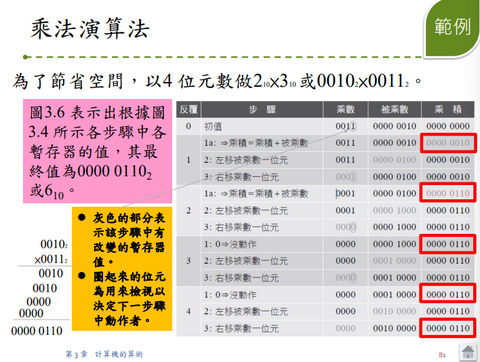 乘法演算法
範例
為了節省空間，以4 位元數做2₁₀×3₁₀ 或0010₂×0011₂。
圖3.6 表示出根據圖
3.4 所示各步驟中各
暫存器的值，其最
終值為0000 0110₂
或6₁₀。
灰色的部分表
示該步驟中有
改變的暫存器
值。
圈起來的位元
為用來檢視以
決定下一步驟
中動作者。
0010₂
x0011₂
0010
0010
0000
0000
0000 0110
反覆 步 驟 乘數 被乘數 乘 積
0 初值 0011 0000 0010 0000 0000
1 1a: ⇒乘積=乘積+被乘數 0011 0000 0010 0000 0010
2: 左移被乘數一位元 0011 0000 0100 0000 0010
3: 右移乘數一位元 0001 0000 0100 0000 0010
2 1a: ⇒乘積=乘積+被乘數 0001 0000 0100 0000 0110
2: 左移被乘數一位元 0001 0000 1000 0000 0110
3: 右移乘數一位元 0000 0000 1000 0000 0110
3 1: 0⇒沒動作 0000 0000 1000 0000 0110
2: 左移被乘數一位元 0000 0001 0000 0000 0110
3: 右移乘數一位元 0000 0001 0000 0000 0110
4 1: 0⇒沒動作 0000 0001 0000 0000 0110
2: 左移被乘數一位元 0000 0010 0000 0000 0110
3: 右移乘數一位元 0000 0010 0000 0000 0110
第 3 章 計算機的算術
81